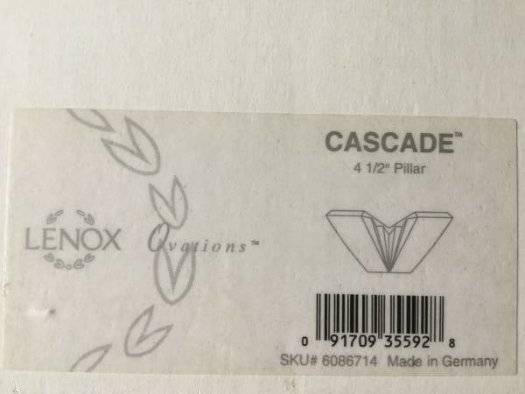 CASCADE™
4 1/2" Pillar
LENOX Ovations™
0 91709 35592 8
SKU# 6086714 Made in Germany